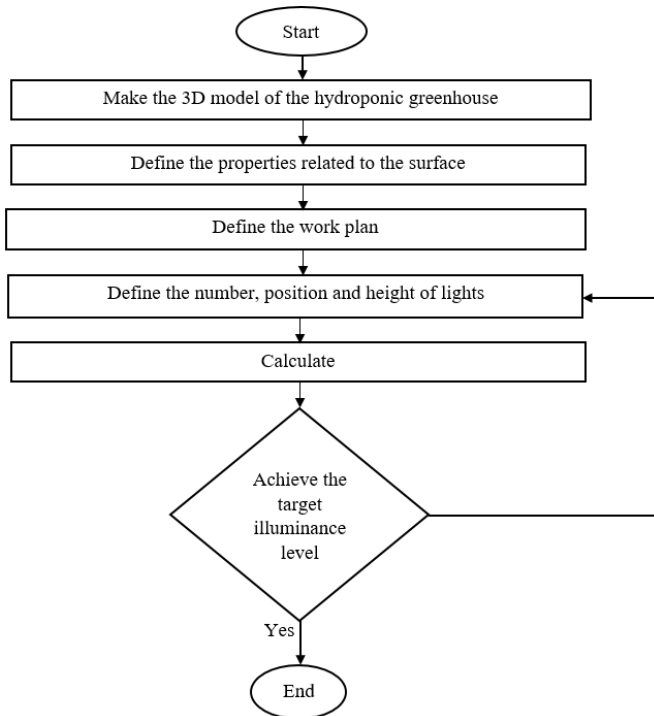 Start
Make the 3D model of the hydroponic greenhouse
Define the properties related to the surface
Define the work plan
Define the number, position and height of lights
Calculate
Achieve the
target
illuminance
level
Yes
End